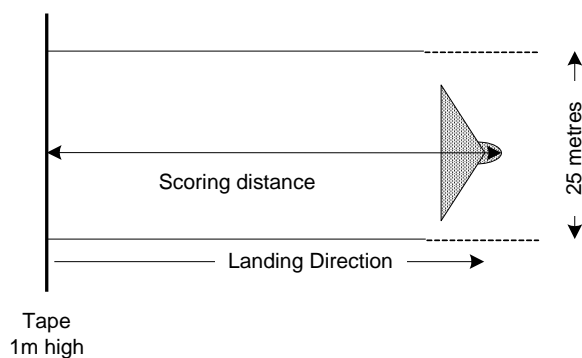 Scoring distance
25 metres
Landing Direction
Tape
1m high